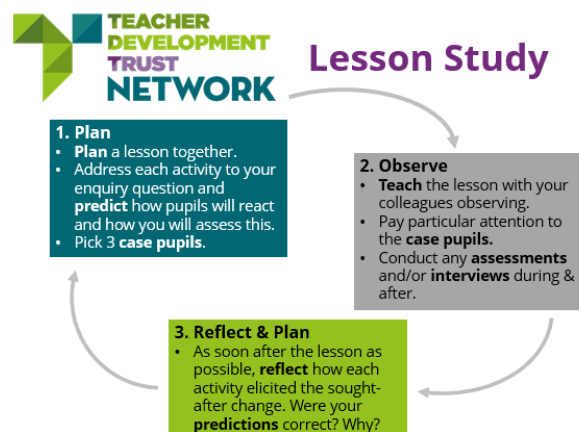 TEACHER
DEVELOPMENT
TRUST
NETWORK
Lesson Study
1. Plan
• Plan a lesson together.
• Address each activity to your
enquiry question and
predict how pupils will react
and how you will assess this.
• Pick 3 case pupils.
2. Observe
• Teach the lesson with your
colleagues observing.
• Pay particular attention to
the case pupils.
• Conduct any assessments
and/or interviews during &
after.
3. Reflect & Plan
• As soon after the lesson as
possible, reflect how each
activity elicited the sought-
after change. Were your
predictions correct? Why?